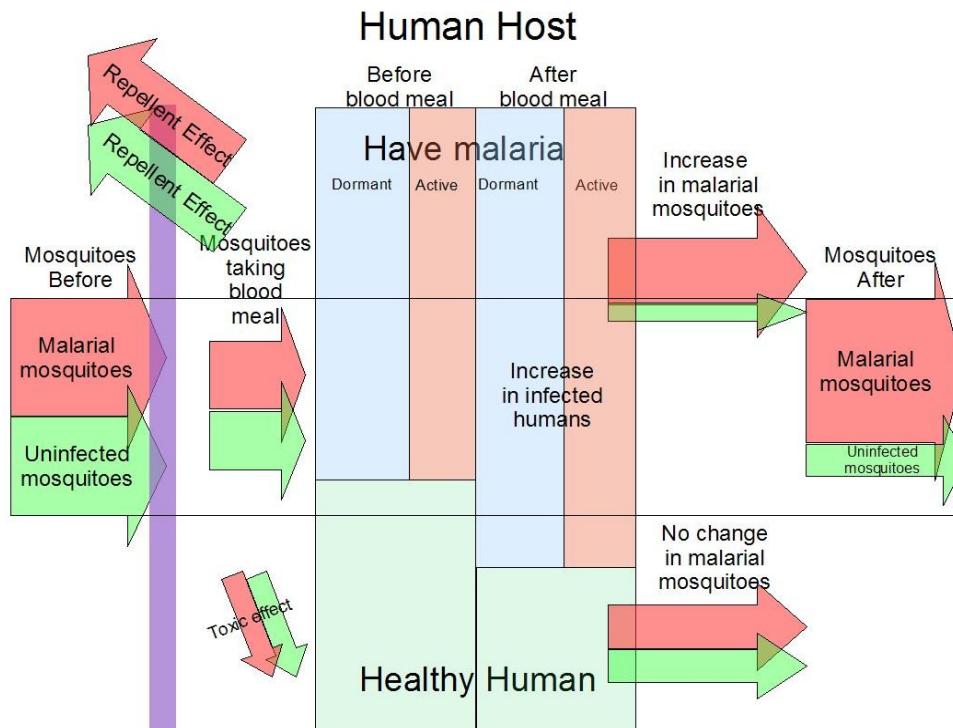 Human Host
Before
blood meal
After
blood meal
Repellent Effect
Repellent Effect
Have malaria
Dormant
Active
Dormant
Active
Increase
in malarial
mosquitoes
Mosquitoes
Before
Mosquitoes
taking
blood
meal
Mosquitoes
After
Malarial
mosquitoes
Uninfected
mosquitoes
Increase
in infected
humans
Malarial
mosquitoes
Uninfected
mosquitoes
No change
in malarial
mosquitoes
Toxic effect
Healthy Human